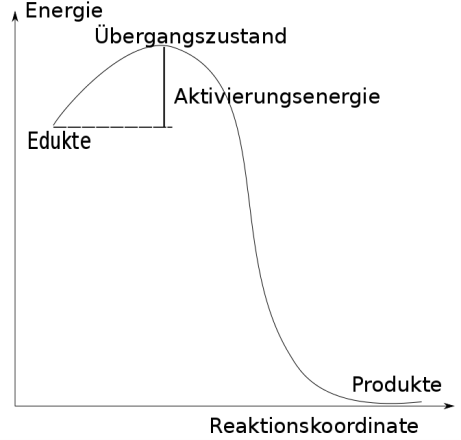 Energie
Übergangszustand
Aktivierungsenergie
Edukte
Produkte
Reaktionskoordinate